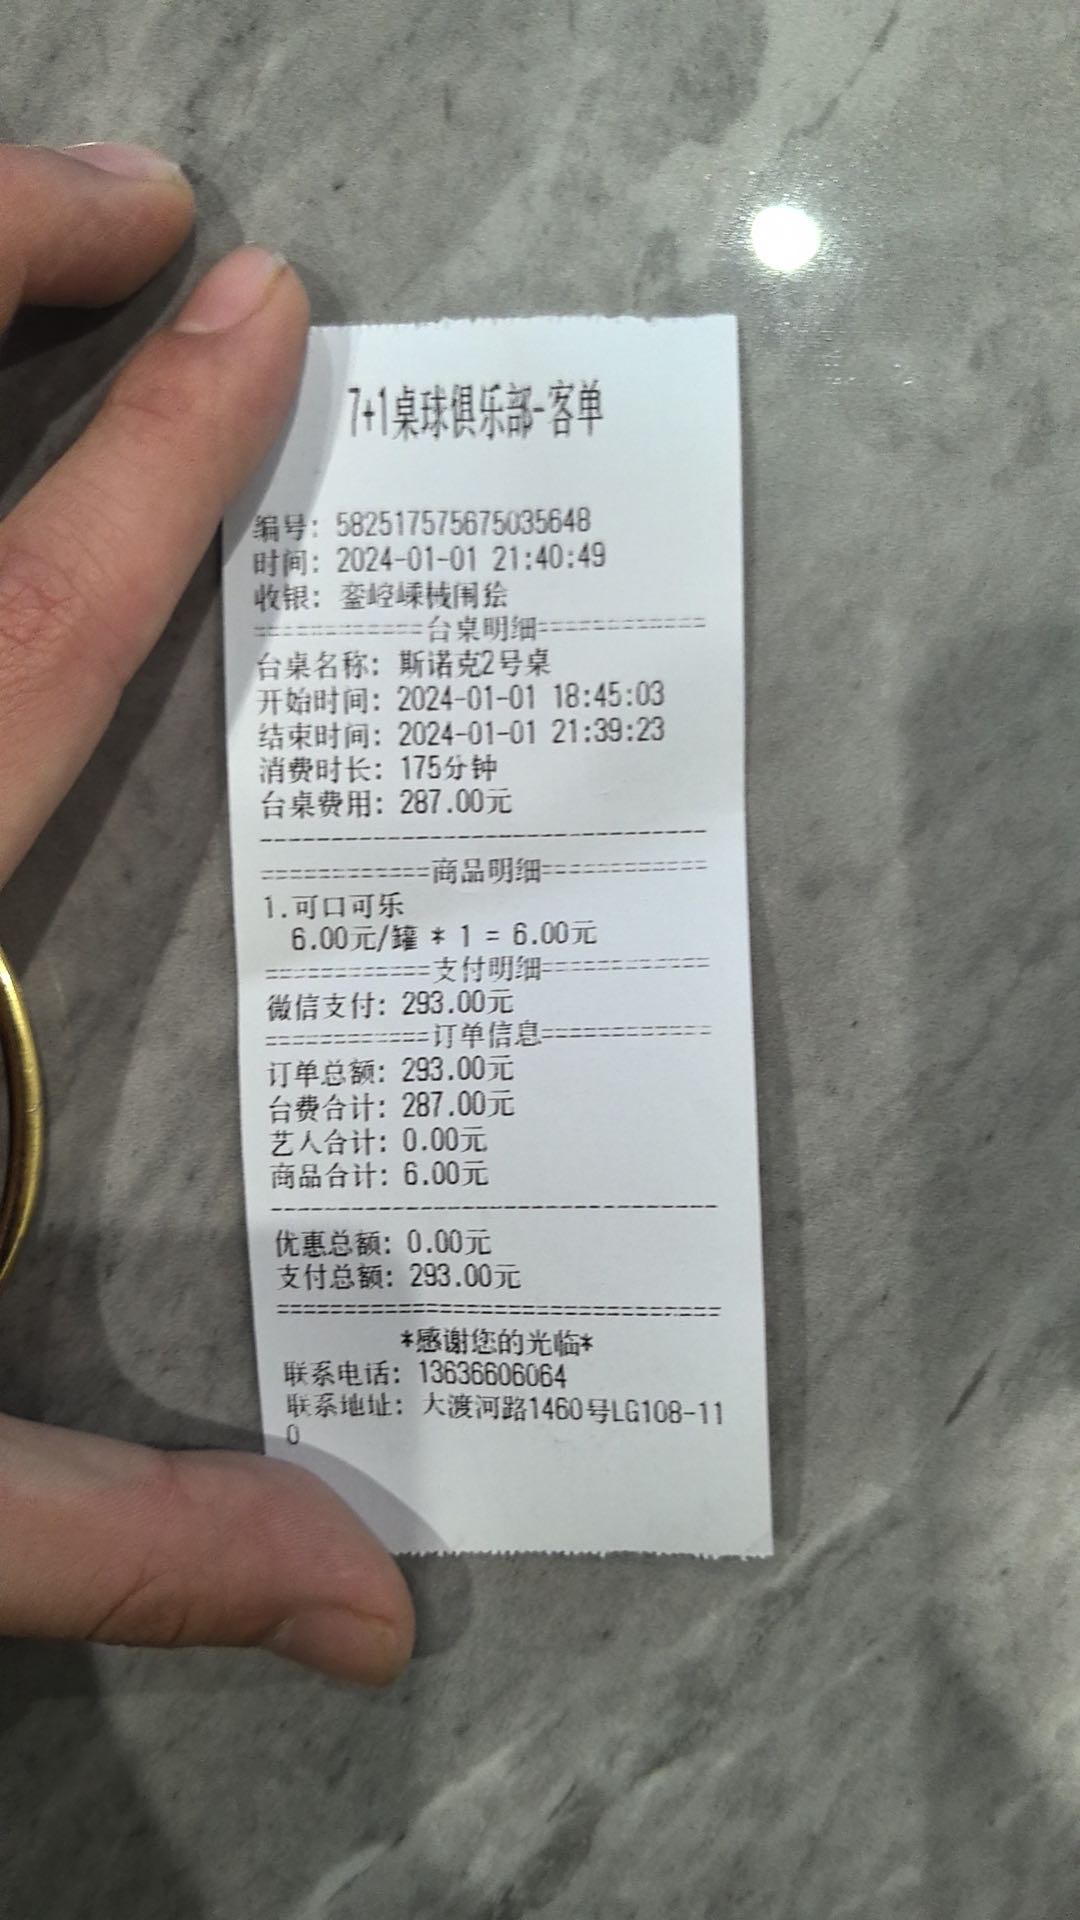 7+1桌球俱乐部-客单
编号: 582517575675035648
时间: 2024-01-01 21:40:49
收银: 銮崆嵊械闱绘
============台桌明细============
台桌名称: 斯诺克2号桌
开始时间: 2024-01-01 18:45:03
结束时间: 2024-01-01 21:39:23
消费时长: 175分钟
台桌费用: 287.00元
--------------------------------
============商品明细============
1.可口可乐
6.00元/罐 * 1 = 6.00元
============支付明细============
微信支付: 293.00元
============订单信息============
订单总额: 293.00元
台费合计: 287.00元
艺人合计: 0.00元
商品合计: 6.00元
--------------------------------
优惠总额: 0.00元
支付总额: 293.00元
================================
*感谢您的光临*
联系电话: 13636606064
联系地址: 大渡河路1460号LG108-11
0